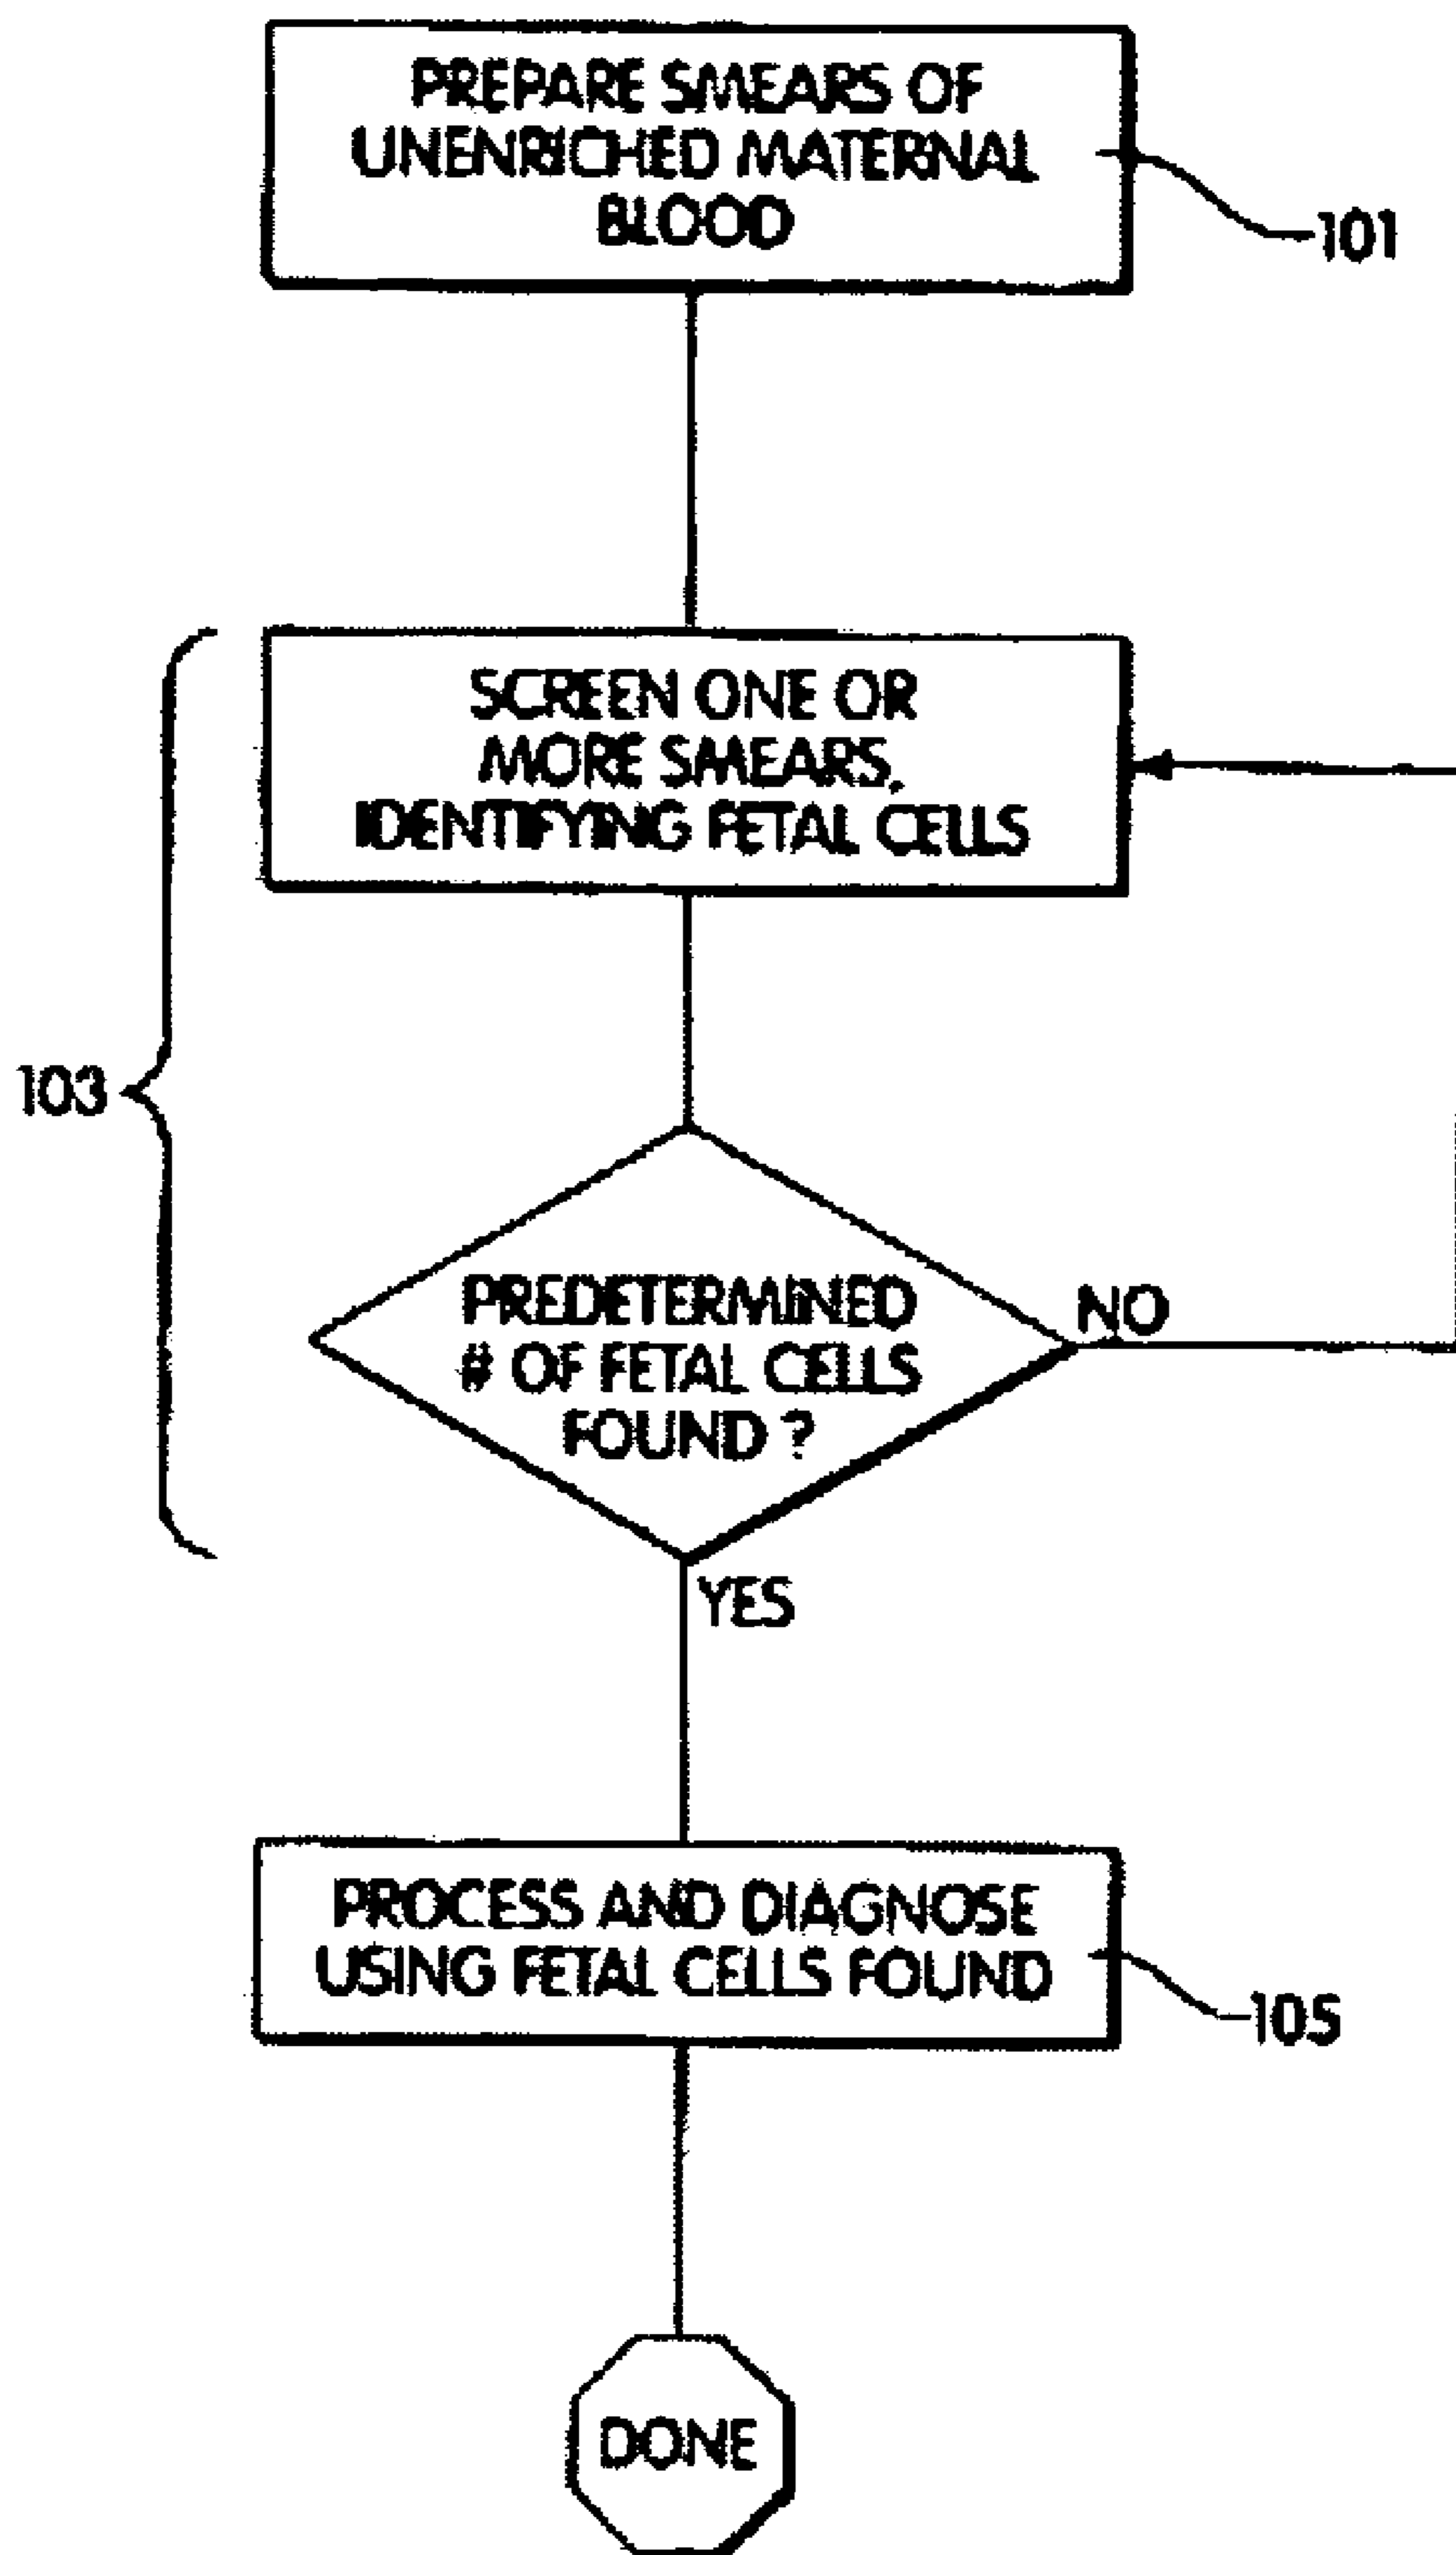 PREPARE SMEARS OF
UNENRICHED MATERNAL
BLOOD
101
SCREEN ONE OR
MORE SMEARS,
IDENTIFYING FETAL CELLS
103
PREDETERMINED
# OF FETAL CELLS
FOUND ?
NO
YES
PROCESS AND DIAGNOSE
USING FETAL CELLS FOUND
105
DONE